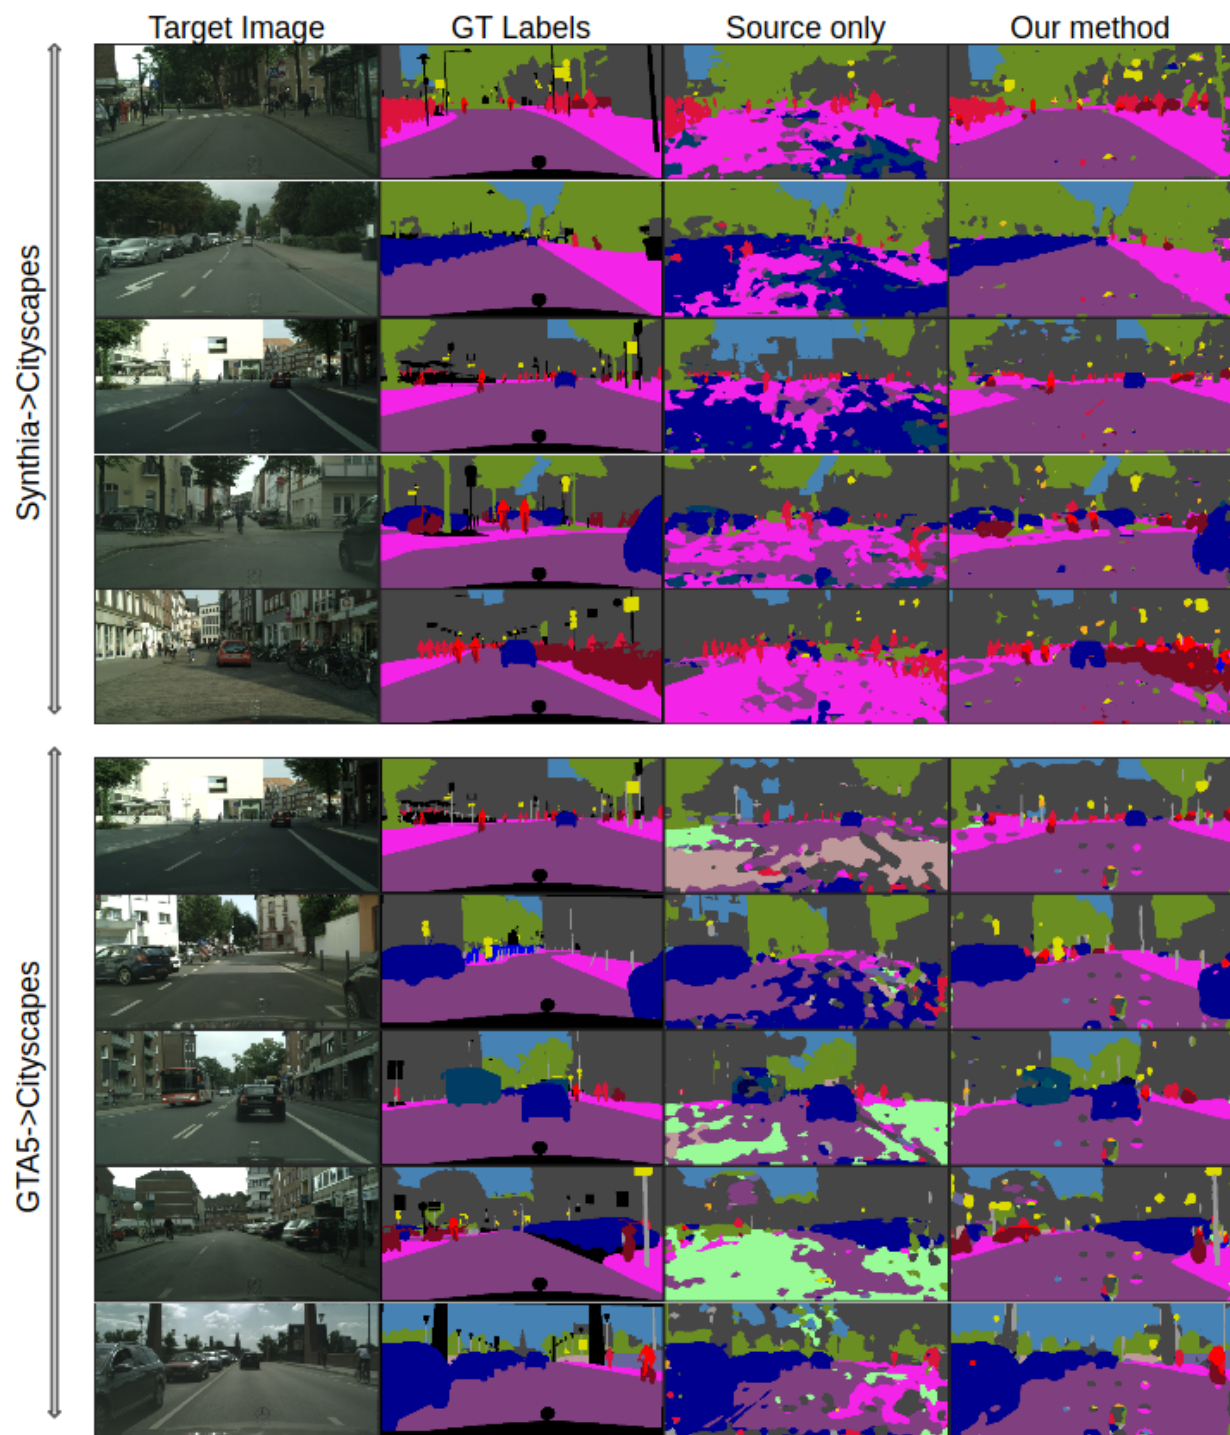 Target Image
GT Labels
Source only
Our method
Synthia->Cityscapes
GTA5->Cityscapes